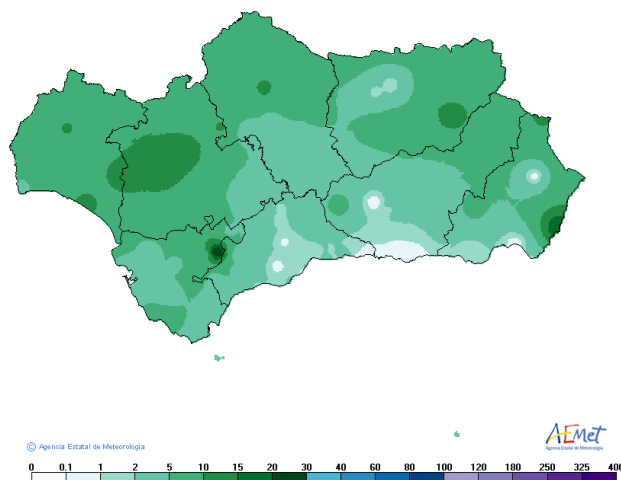 © Agencia Estatal de Meteorología
AEmet
Agencia Estatal de Meteorología
0 0.1 1 2 5 10 15 20 30 40 60 80 100 120 180 250 325 400